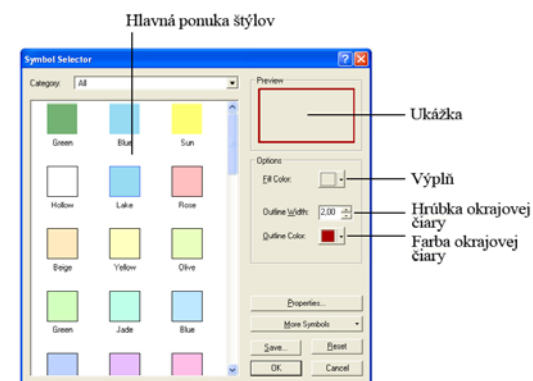 Hlavná ponuka štýlov
Symbol Selector
Category: All
Preview
Ukážka
Green Blue Sun
Options
Fill Color:
Výplň
Hollow Lake Rose
Outline Width: 2,00
Hrúbka okrajovej
čiary
Outline Color:
Farba okrajovej
čiary
Beige Yellow Olive
Properties...
Green Jade Blue
More Symbols
Save... Reset
OK Cancel